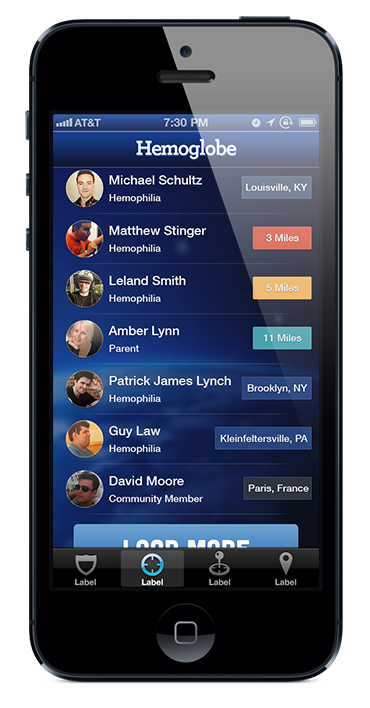 AT&T 7:30 PM
Hemoglobe
Michael Schultz
Hemophilia
Louisville, KY
Matthew Stinger
Hemophilia
3 Miles
Leland Smith
Hemophilia
5 Miles
Amber Lynn
Parent
11 Miles
Patrick James Lynch
Hemophilia
Brooklyn, NY
Guy Law
Hemophilia
Kleinfeltersville, PA
David Moore
Community Member
Paris, France
LOAD MORE
Label Label Label Label